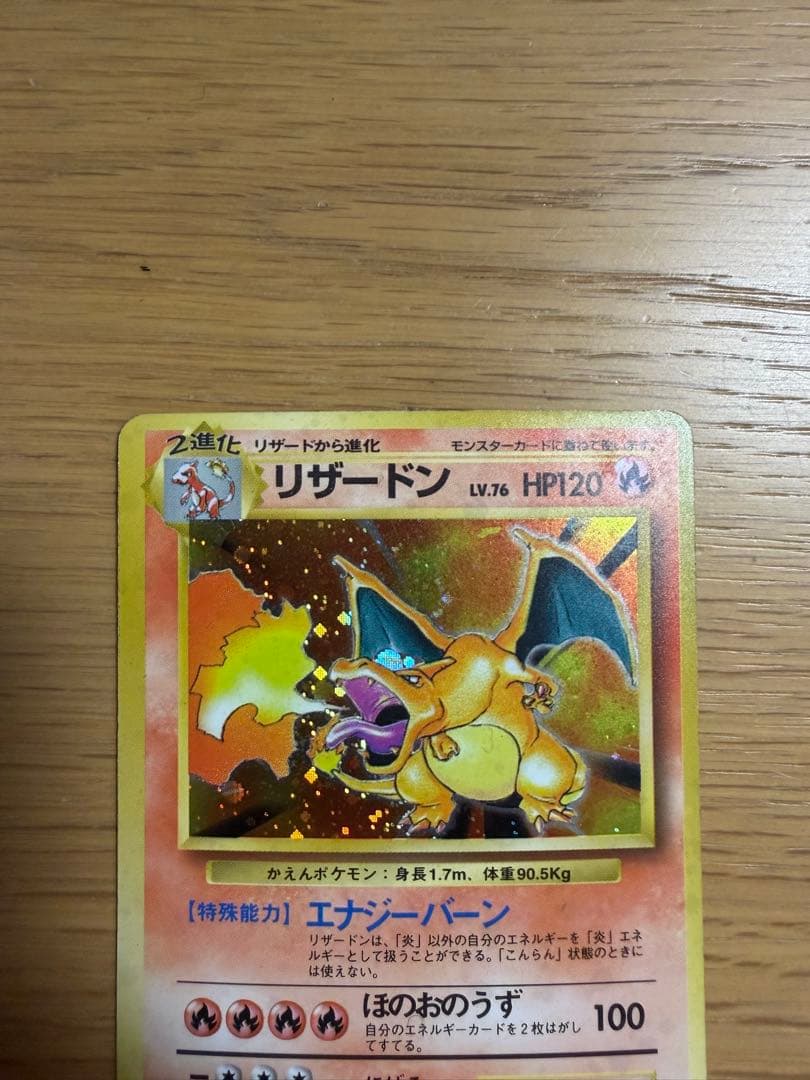 2進化 リザードから進化 モンスターカードに重ねて使います。
リザードン LV.76 HP120
かえんポケモン：身長1.7m、体重90.5Kg
【特殊能力】エナジーバーン
リザードンは、「炎」以外の自分のエネルギーを「炎」エネ
ルギーとして扱うことができる。「こんらん」状態のときに
は使えない。
ほのおのうず 100
自分のエネルギーカードを2枚はがし
てすてる。